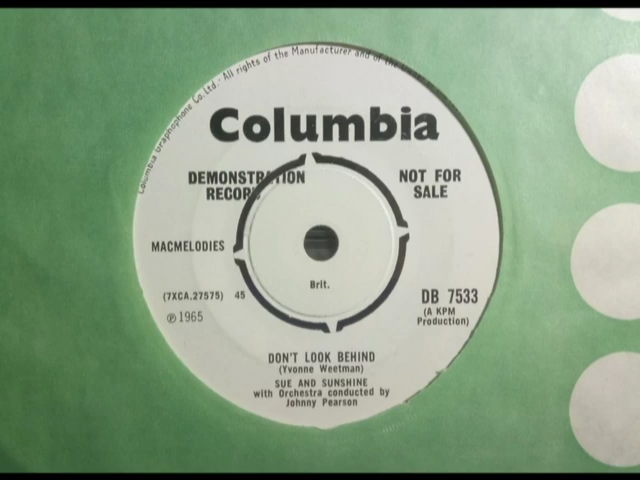 Columbia Graphophone Co. Ltd. · All rights of the Manufacturer and of the
Columbia
DEMONSTRATION
RECORD
NOT FOR
SALE
MACMELODIES
Brit.
(7XCA.27575) 45
℗1965
DB 7533
(A KPM
Production)
DON'T LOOK BEHIND
(Yvonne Weetman)
SUE AND SUNSHINE
with Orchestra conducted by
Johnny Pearson